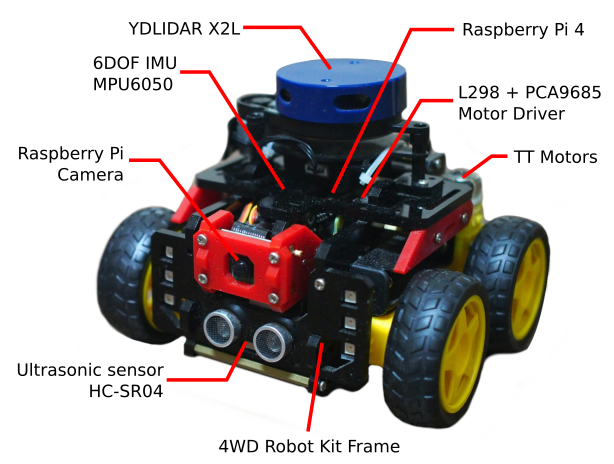 YDLIDAR X2L
Raspberry Pi 4
6DOF IMU
MPU6050
L298 + PCA9685
Motor Driver
Raspberry Pi
Camera
TT Motors
Ultrasonic sensor
HC-SR04
4WD Robot Kit Frame